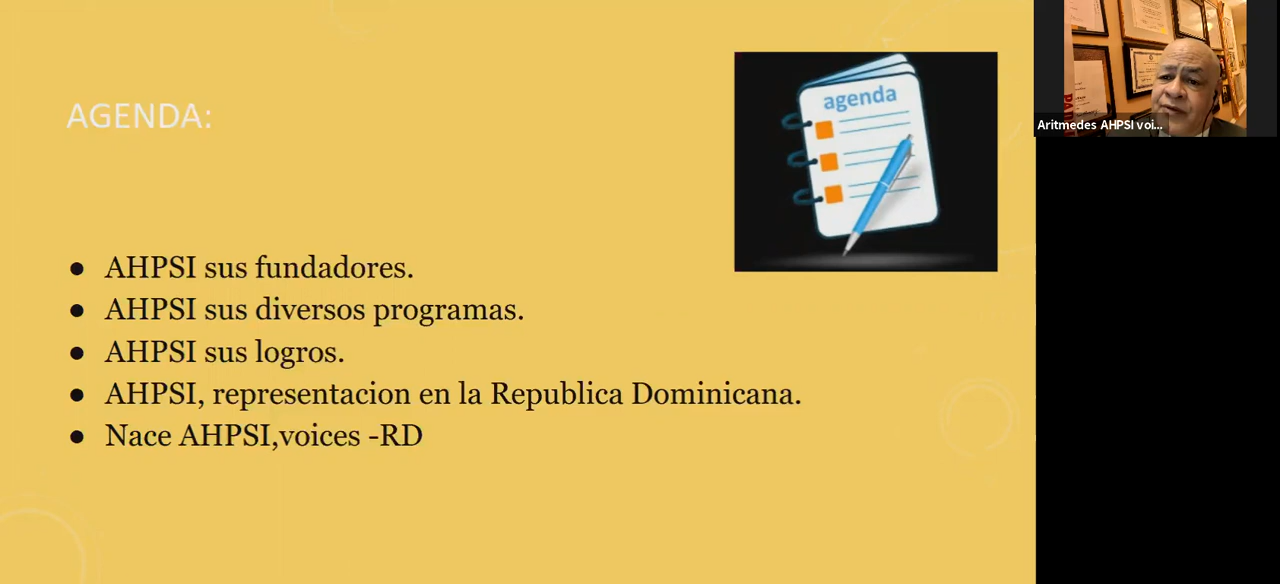 AGENDA:
agenda
AHPSI sus fundadores.
AHPSI sus diversos programas.
AHPSI sus logros.
AHPSI, representacion en la Republica Dominicana.
Nace AHPSI,voices -RD
Aritmedes AHPSI voi...